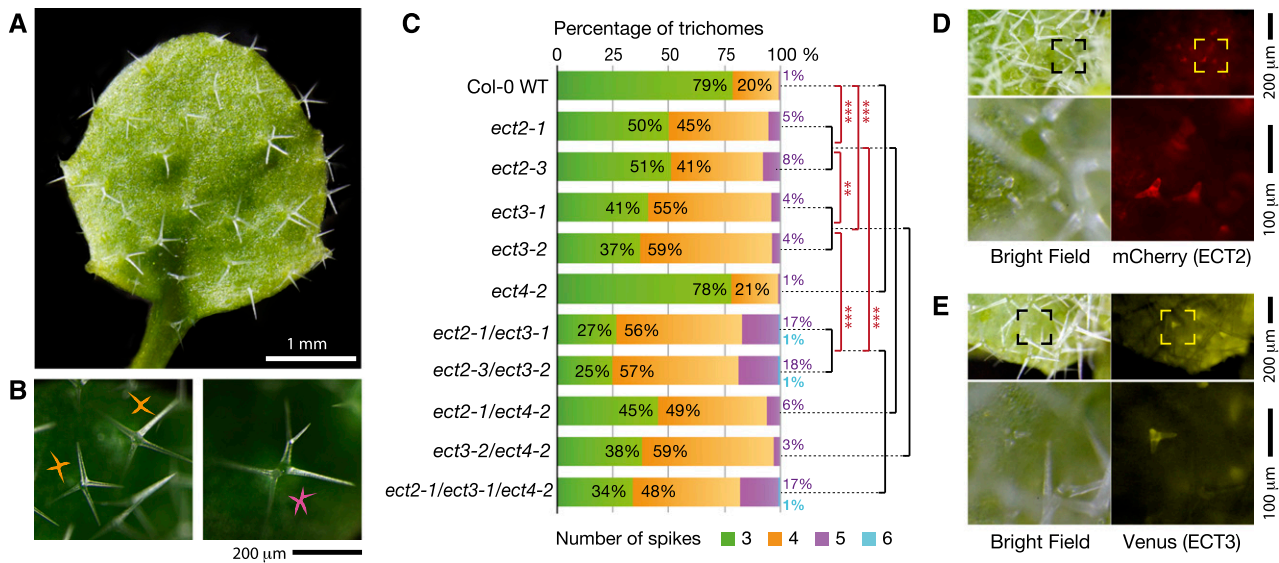 A
1 mm
B
200 µm
C
Percentage of trichomes
0 25 50 75 100 %
Col-0 WT 79% 20% 1%
ect2-1 50% 45% 5%
ect2-3 51% 41% 8%
ect3-1 41% 55% 4%
ect3-2 37% 59% 4%
ect4-2 78% 21% 1%
ect2-1/ect3-1 27% 56% 17%
1%
ect2-3/ect3-2 25% 57% 18%
1%
ect2-1/ect4-2 45% 49% 6%
ect3-2/ect4-2 38% 59% 3%
ect2-1/ect3-1/ect4-2 34% 48% 17%
1%
*** ***
**
*** ***
Number of spikes 3 4 5 6
D
200 µm
100 µm
Bright Field mCherry (ECT2)
E
200 µm
100 µm
Bright Field Venus (ECT3)